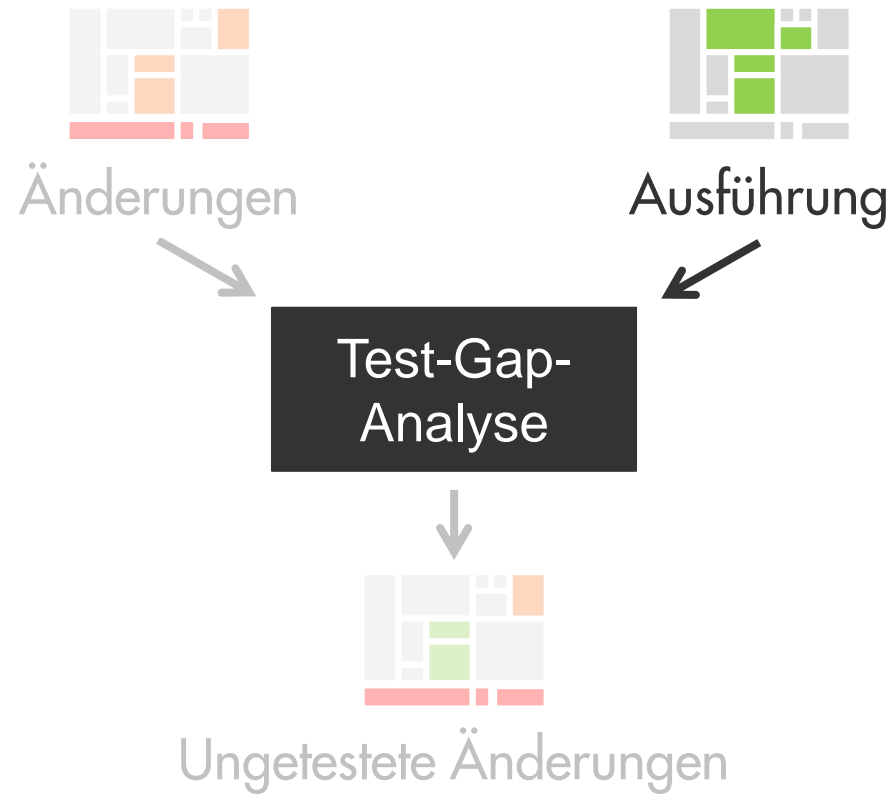 Änderungen
Ausführung
Test-Gap-
Analyse
Ungetestete Änderungen